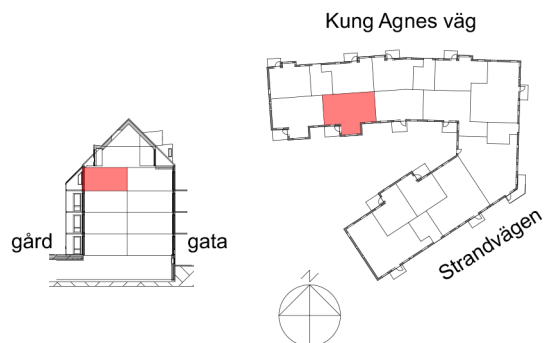 Kung Agnes väg
gård
gata
Strandvägen
N